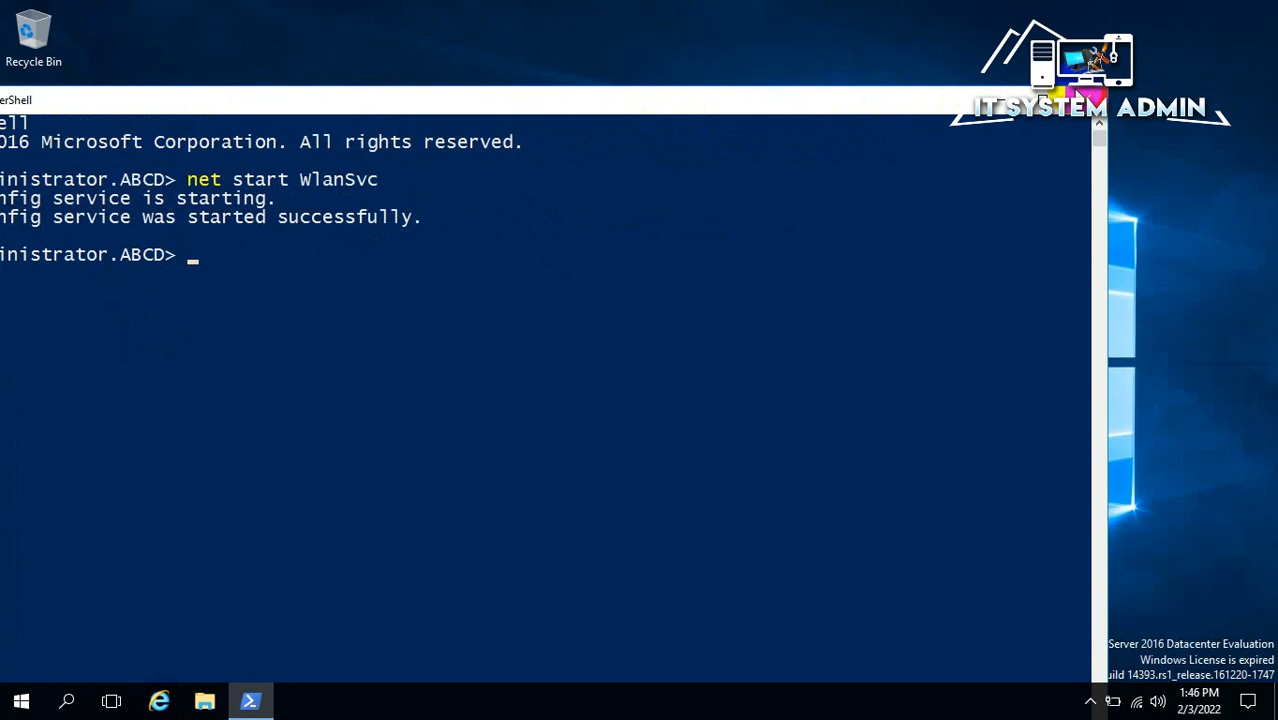 Recycle Bin
IT SYSTEM ADMIN
erShell
ell
016 Microsoft Corporation. All rights reserved.
inistrator.ABCD> net start WlanSvc
nfig service is starting.
nfig service was started successfully.
inistrator.ABCD>
Server 2016 Datacenter Evaluation
Windows License is expired
uild 14393.rs1_release.161220-1747
1:46 PM
2/3/2022